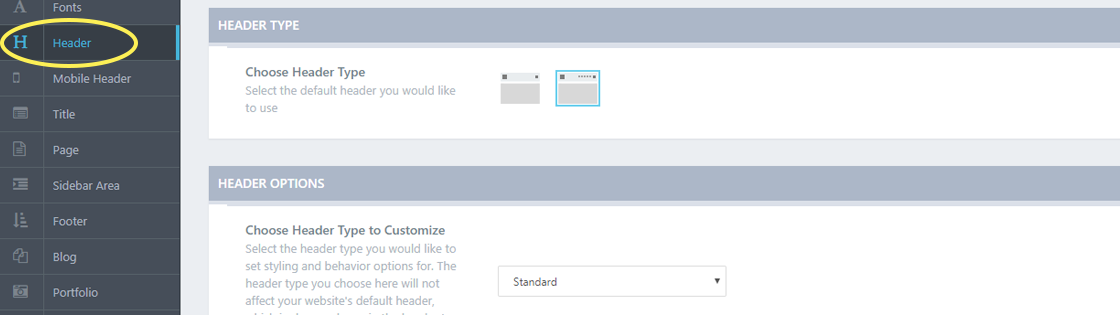 A Fonts
H Header
Mobile Header
Title
Page
Sidebar Area
Footer
Blog
Portfolio
HEADER TYPE
Choose Header Type
Select the default header you would like
to use
HEADER OPTIONS
Choose Header Type to Customize
Select the header type you would like to
set styling and behavior options for. The
header type you choose here will not
affect your website's default header,
Standard